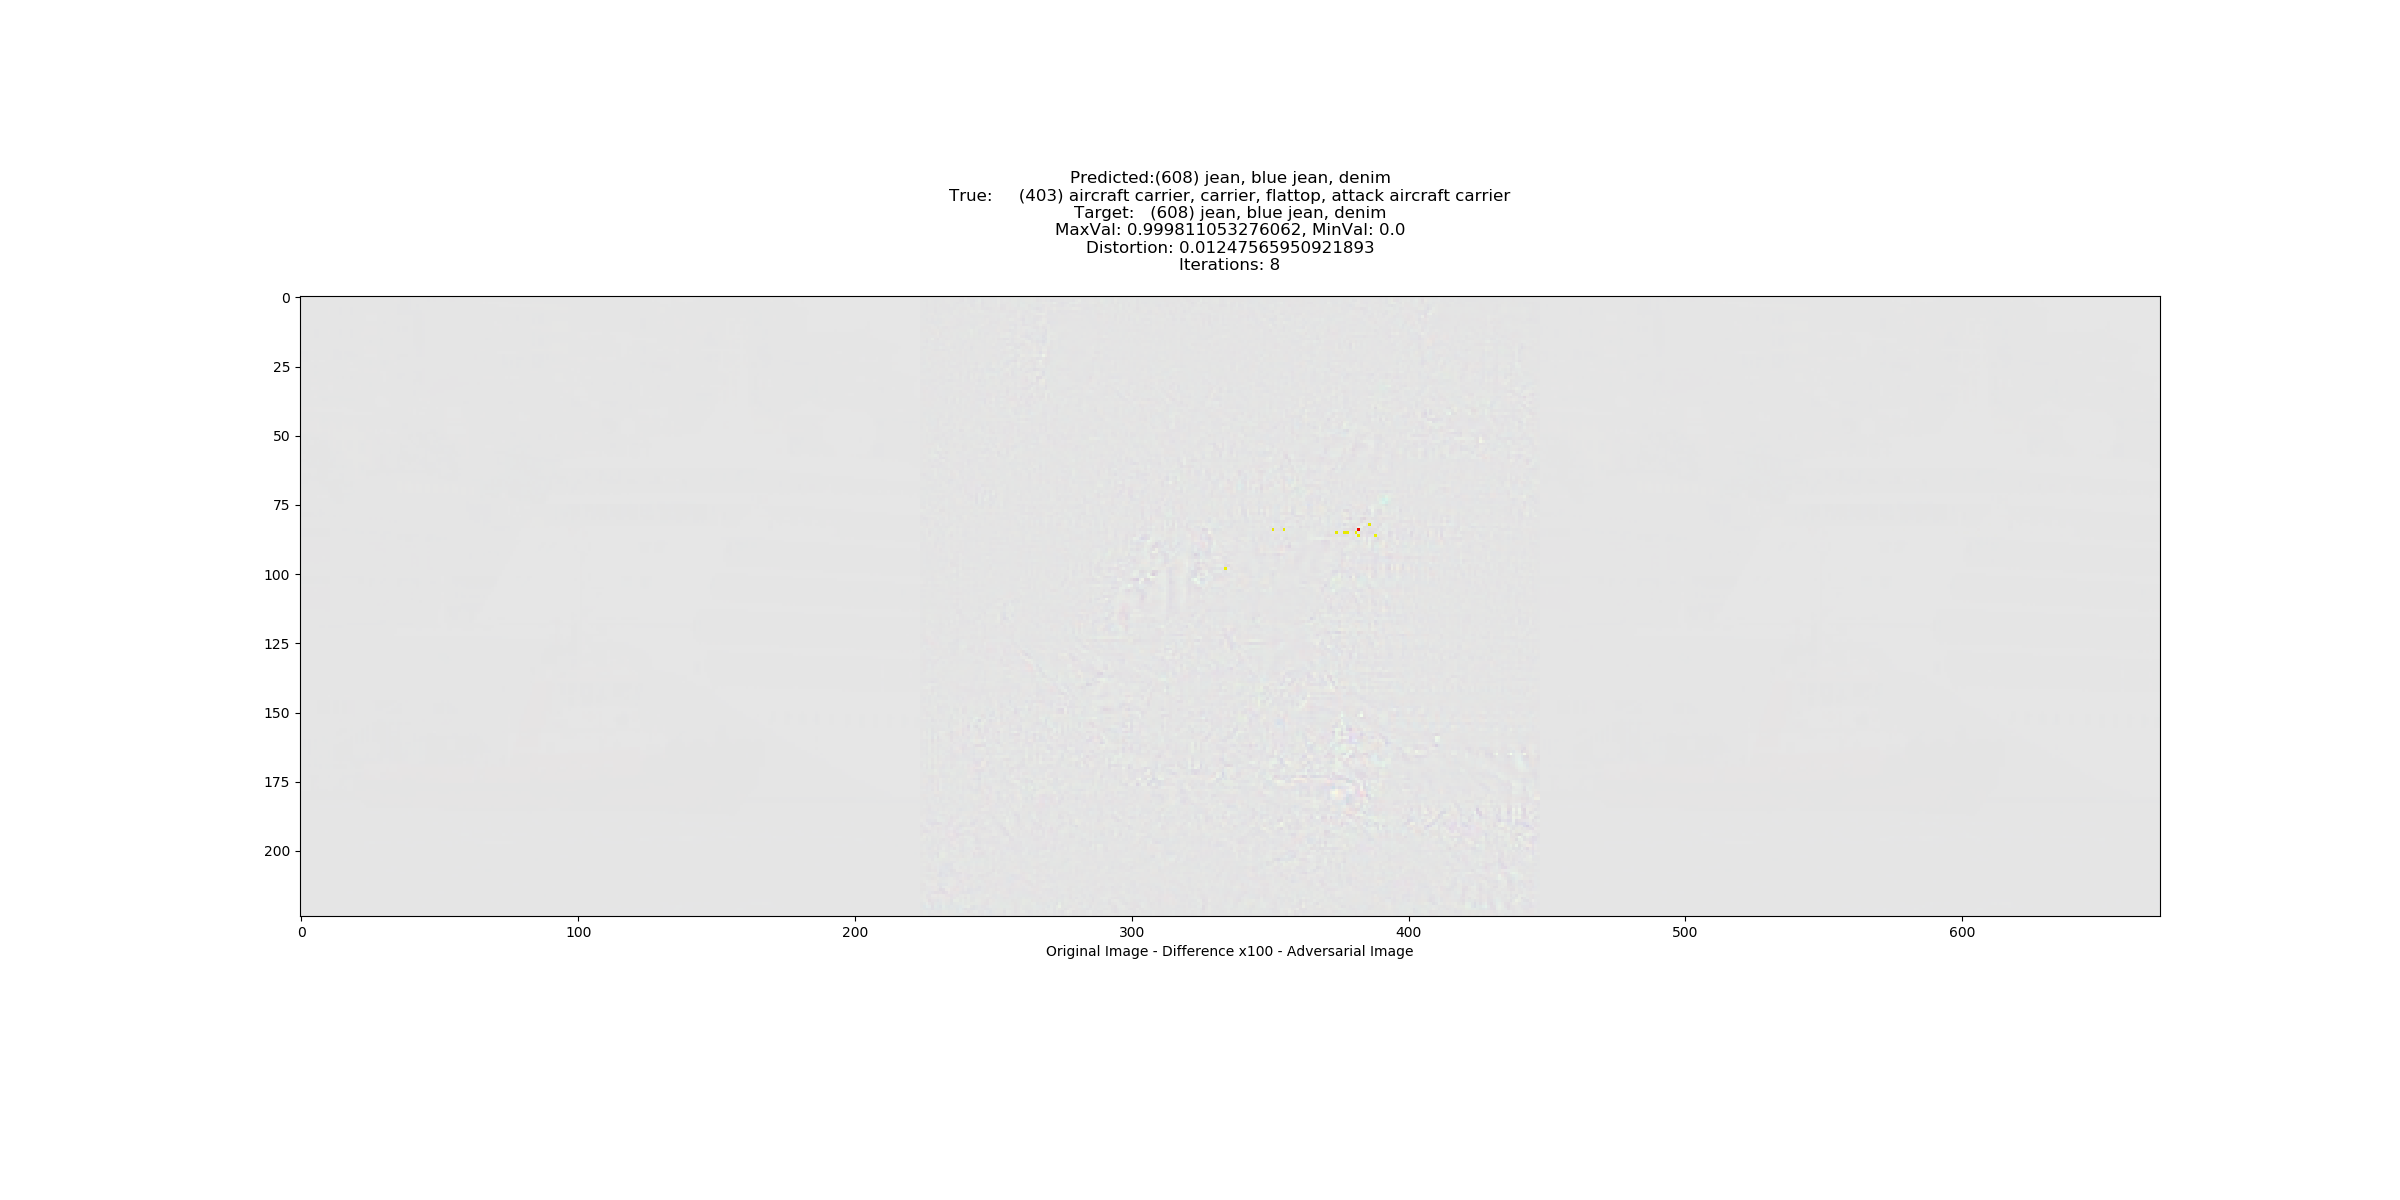 Predicted:(608) jean, blue jean, denim
True: (403) aircraft carrier, carrier, flattop, attack aircraft carrier
Target: (608) jean, blue jean, denim
MaxVal: 0.999811053276062, MinVal: 0.0
Distortion: 0.01247565950921893
Iterations: 8
0
25
50
75
100
125
150
175
200
0 100 200 300 400 500 600
Original Image - Difference x100 - Adversarial Image